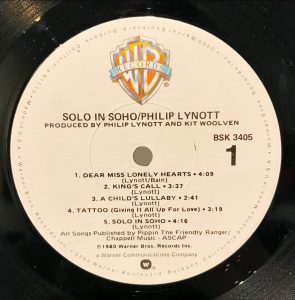 WB
RECORDS
SOLO IN SOHO/PHILIP LYNOTT
PRODUCED BY PHILIP LYNOTT AND KIT WOOLVEN
BSK 3405
1
1. DEAR MISS LONELY HEARTS • 4:09
(Lynott/Bain)
2. KING'S CALL • 3:37
(Lynott)
3. A CHILD'S LULLABY • 2:41
(Lynott)
4. TATTOO (Giving It All Up For Love) • 3:19
(Lynott)
5. SOLO IN SOHO • 4:16
(Lynott)
All Songs Published by Pippin The Friendly Ranger/
Chappell Music - ASCAP
©1980 Warner Bros. Records Inc.
a Warner Communications Company
W